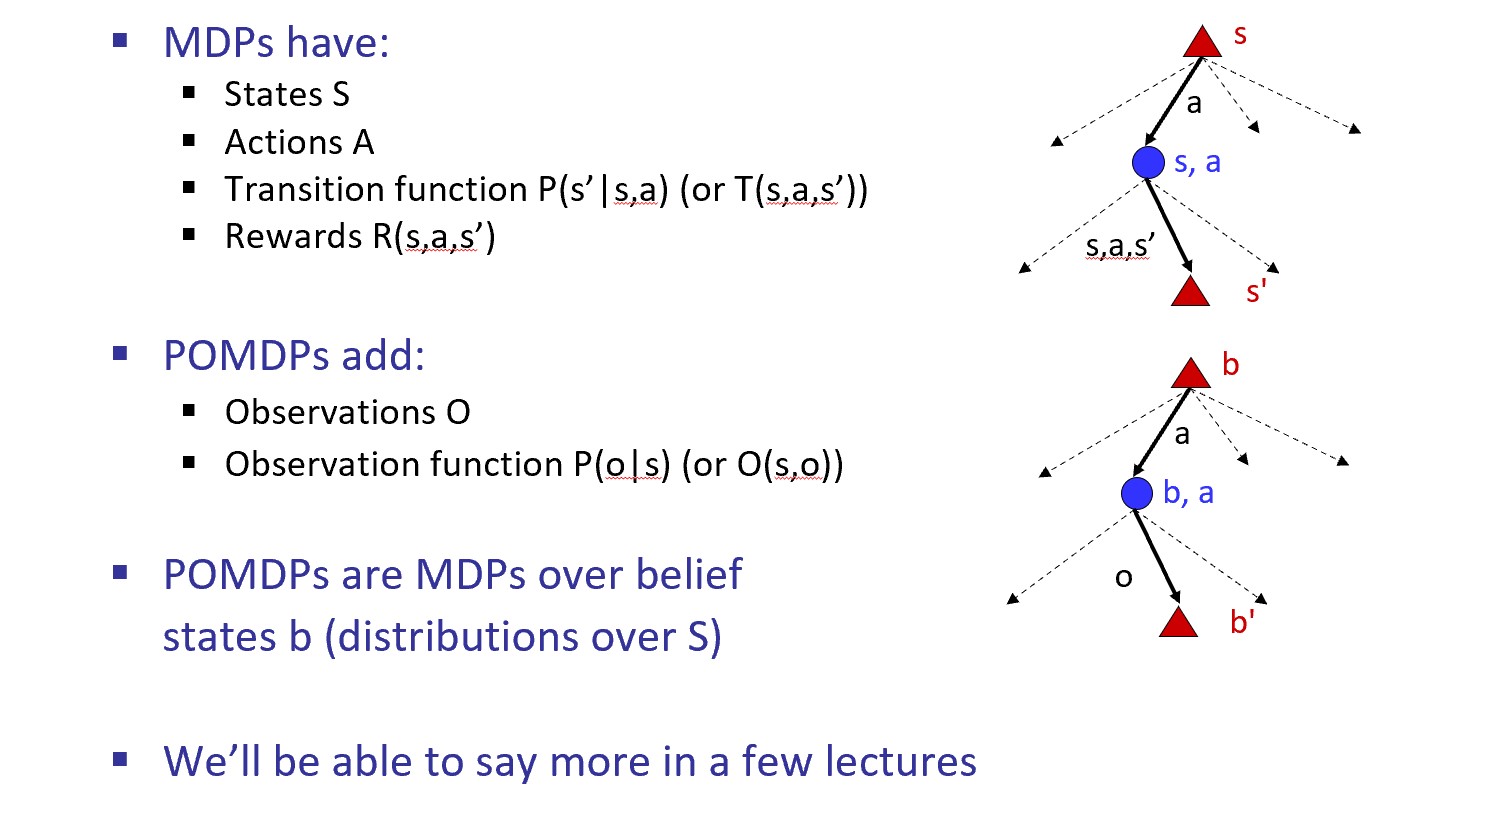 MDPs have:
States S
Actions A
Transition function P(s’|s,a) (or T(s,a,s’))
Rewards R(s,a,s’)
POMDPs add:
Observations O
Observation function P(o|s) (or O(s,o))
POMDPs are MDPs over belief
states b (distributions over S)
We’ll be able to say more in a few lectures
s
a
s, a
s,a,s’
s'
b
a
b, a
o
b'